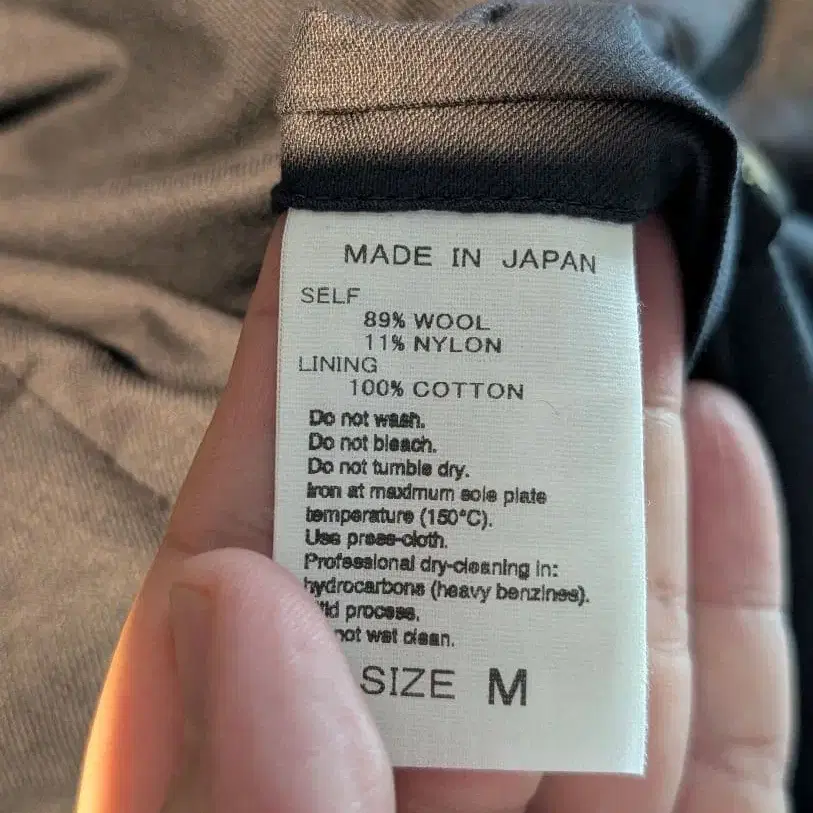 MADE IN JAPAN
SELF
89% WOOL
11% NYLON
LINING
100% COTTON
Do not wash.
Do not bleach.
Do not tumble dry.
Iron at maximum sole plate
temperature (150°C).
Use press-cloth.
Professional dry-cleaning in:
hydrocarbons (heavy benzines).
process.
not wet clean.
SIZE M